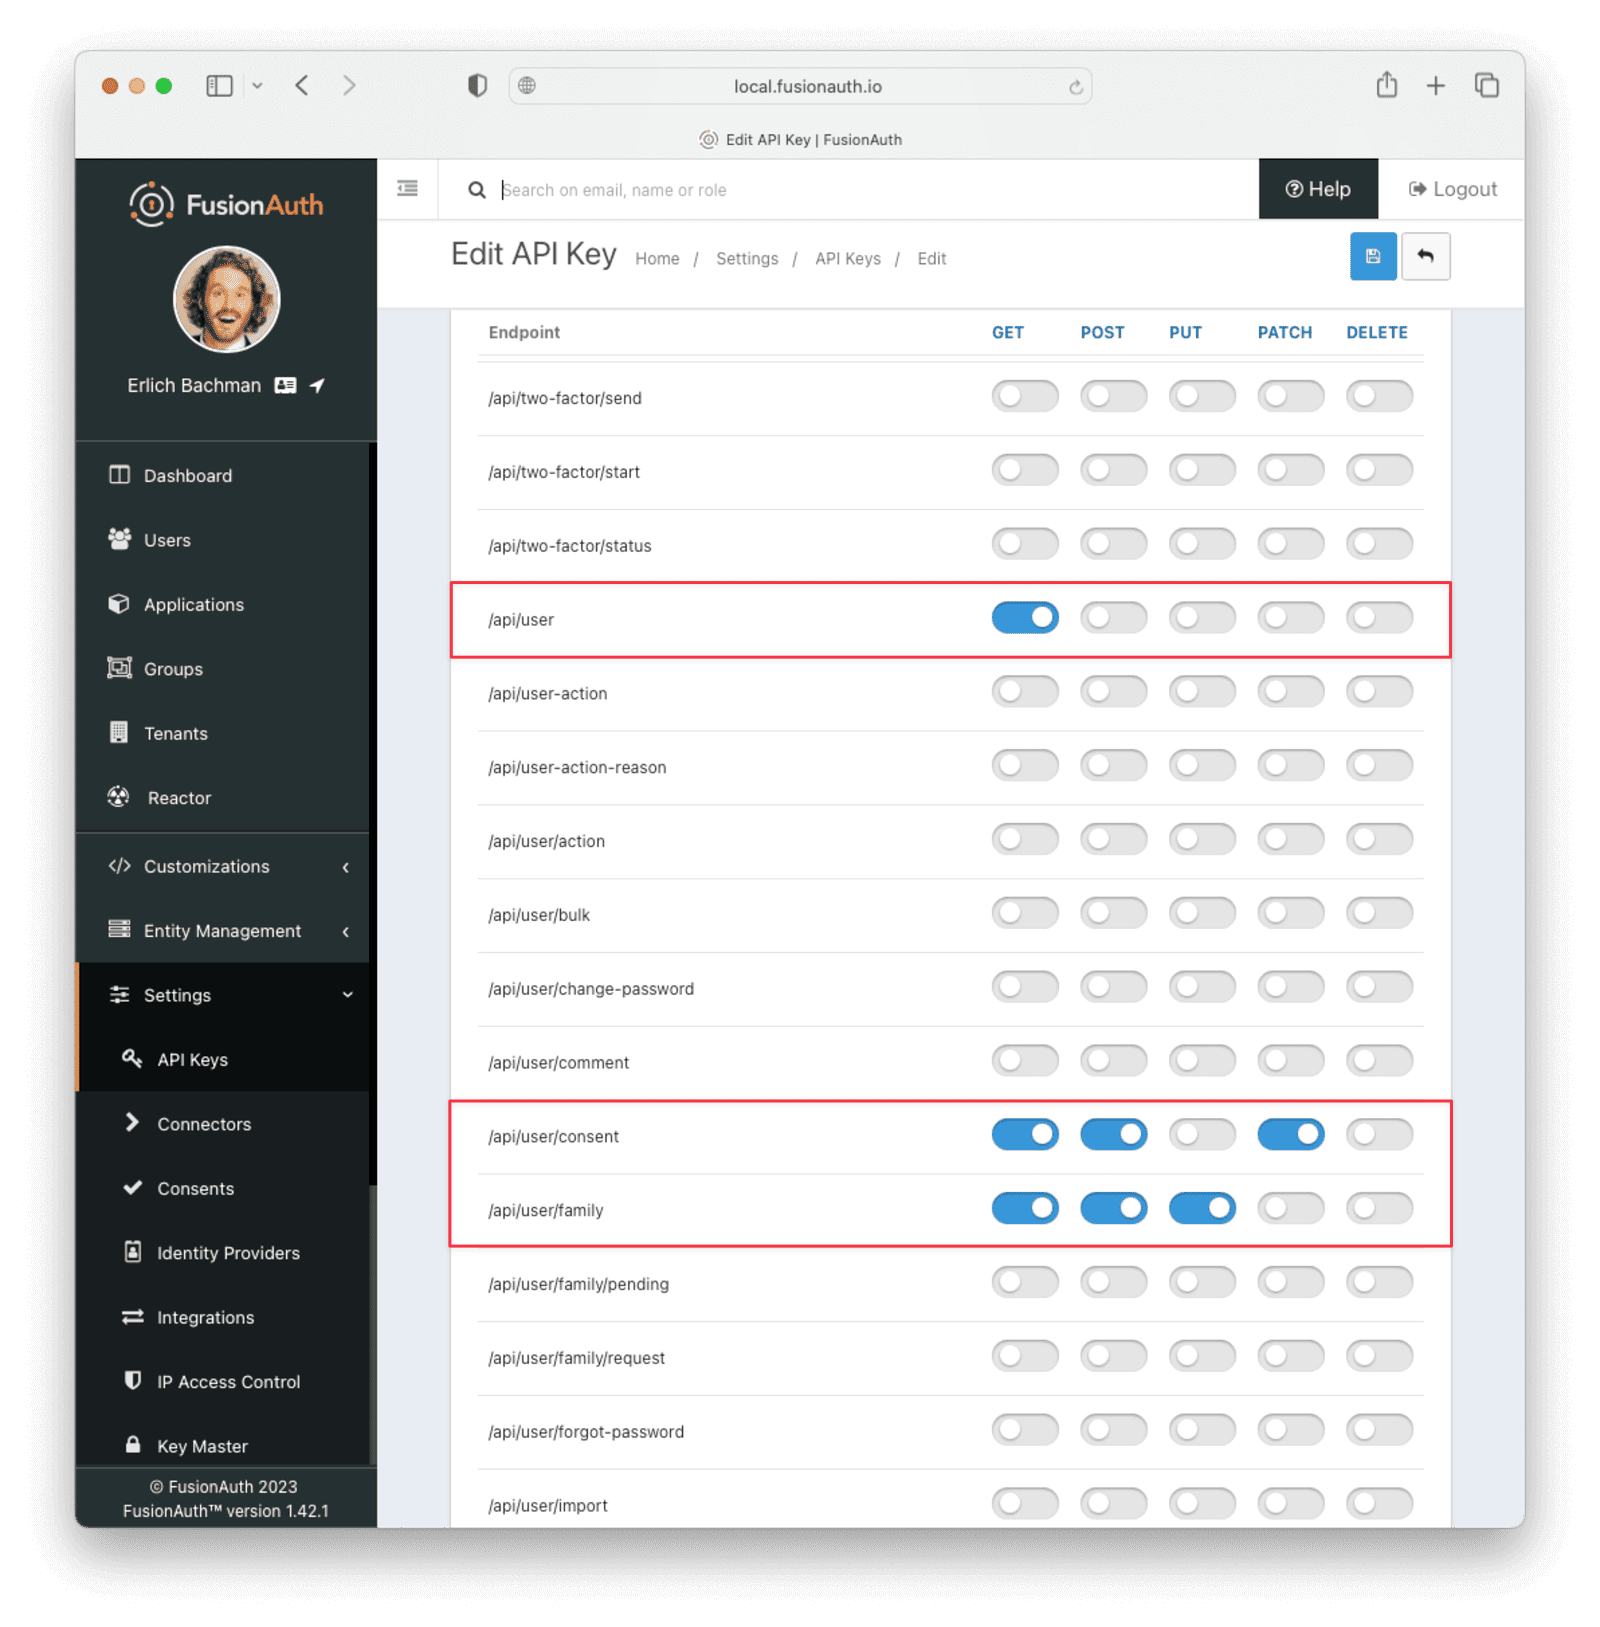 local.fusionauth.io
Edit API Key | FusionAuth
FusionAuth
Search on email, name or role
Help
Logout
Edit API Key
Home / Settings / API Keys / Edit
Erlich Bachman
Dashboard
Users
Applications
Groups
Tenants
Reactor
Customizations
Entity Management
Settings
API Keys
Connectors
Consents
Identity Providers
Integrations
IP Access Control
Key Master
© FusionAuth 2023
FusionAuth™ version 1.42.1
Endpoint GET POST PUT PATCH DELETE
/api/two-factor/send
/api/two-factor/start
/api/two-factor/status
/api/user
/api/user-action
/api/user-action-reason
/api/user/action
/api/user/bulk
/api/user/change-password
/api/user/comment
/api/user/consent
/api/user/family
/api/user/family/pending
/api/user/family/request
/api/user/forgot-password
/api/user/import